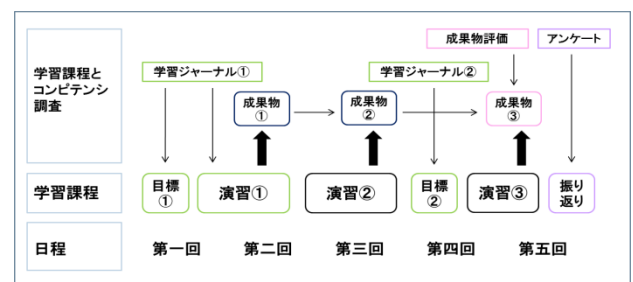 成果物評価
アンケート
学習課程と
コンピテンシ
調査
学習ジャーナル①
学習ジャーナル②
成果物
①
成果物
②
成果物
③
学習課程
目標
①
演習①
演習②
目標
②
演習③
振り
返り
日程
第一回
第二回
第三回
第四回
第五回